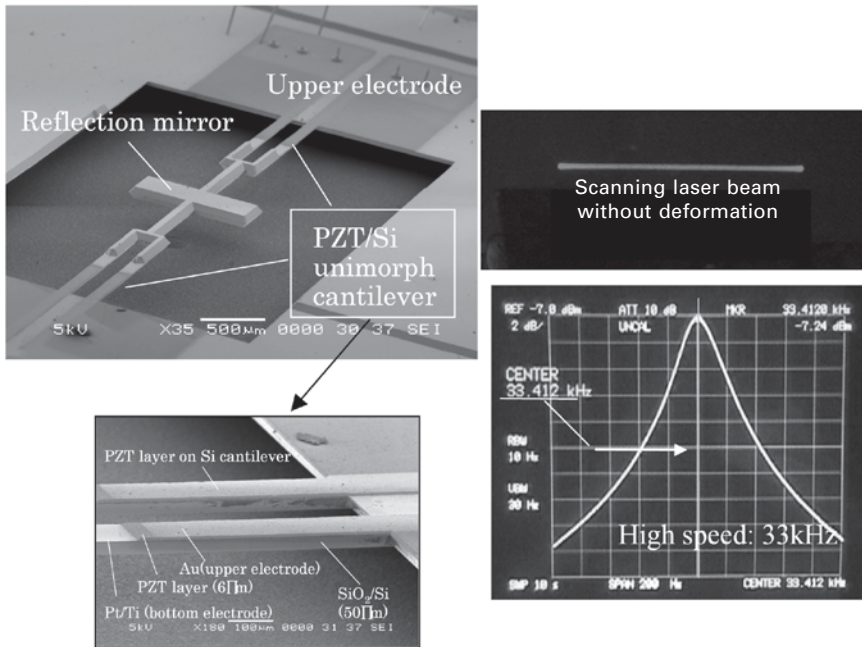 Upper electrode
Reflection mirror
PZT/Si
unimorph
cantilever
5kV X35 500μm 0000 30 37 SEI
Scanning laser beam
without deformation
REF -7.0 dBm ATT 10 dB MKR 33.4120 kHz
2 dB/ UNCAL -7.24 dBm
CENTER
33.412 kHz
RBW
10 Hz
VBW
30 Hz
High speed: 33kHz
SWP 10 s SPAN 200 Hz CENTER 33.412 kHz
PZT layer on Si cantilever
Au(upper electrode)
PZT layer (6∏m)
SiO₂/Si
Pt/Ti (bottom electrode)
(50∏m)
5kV X180 100μm 0000 31 37 SEI